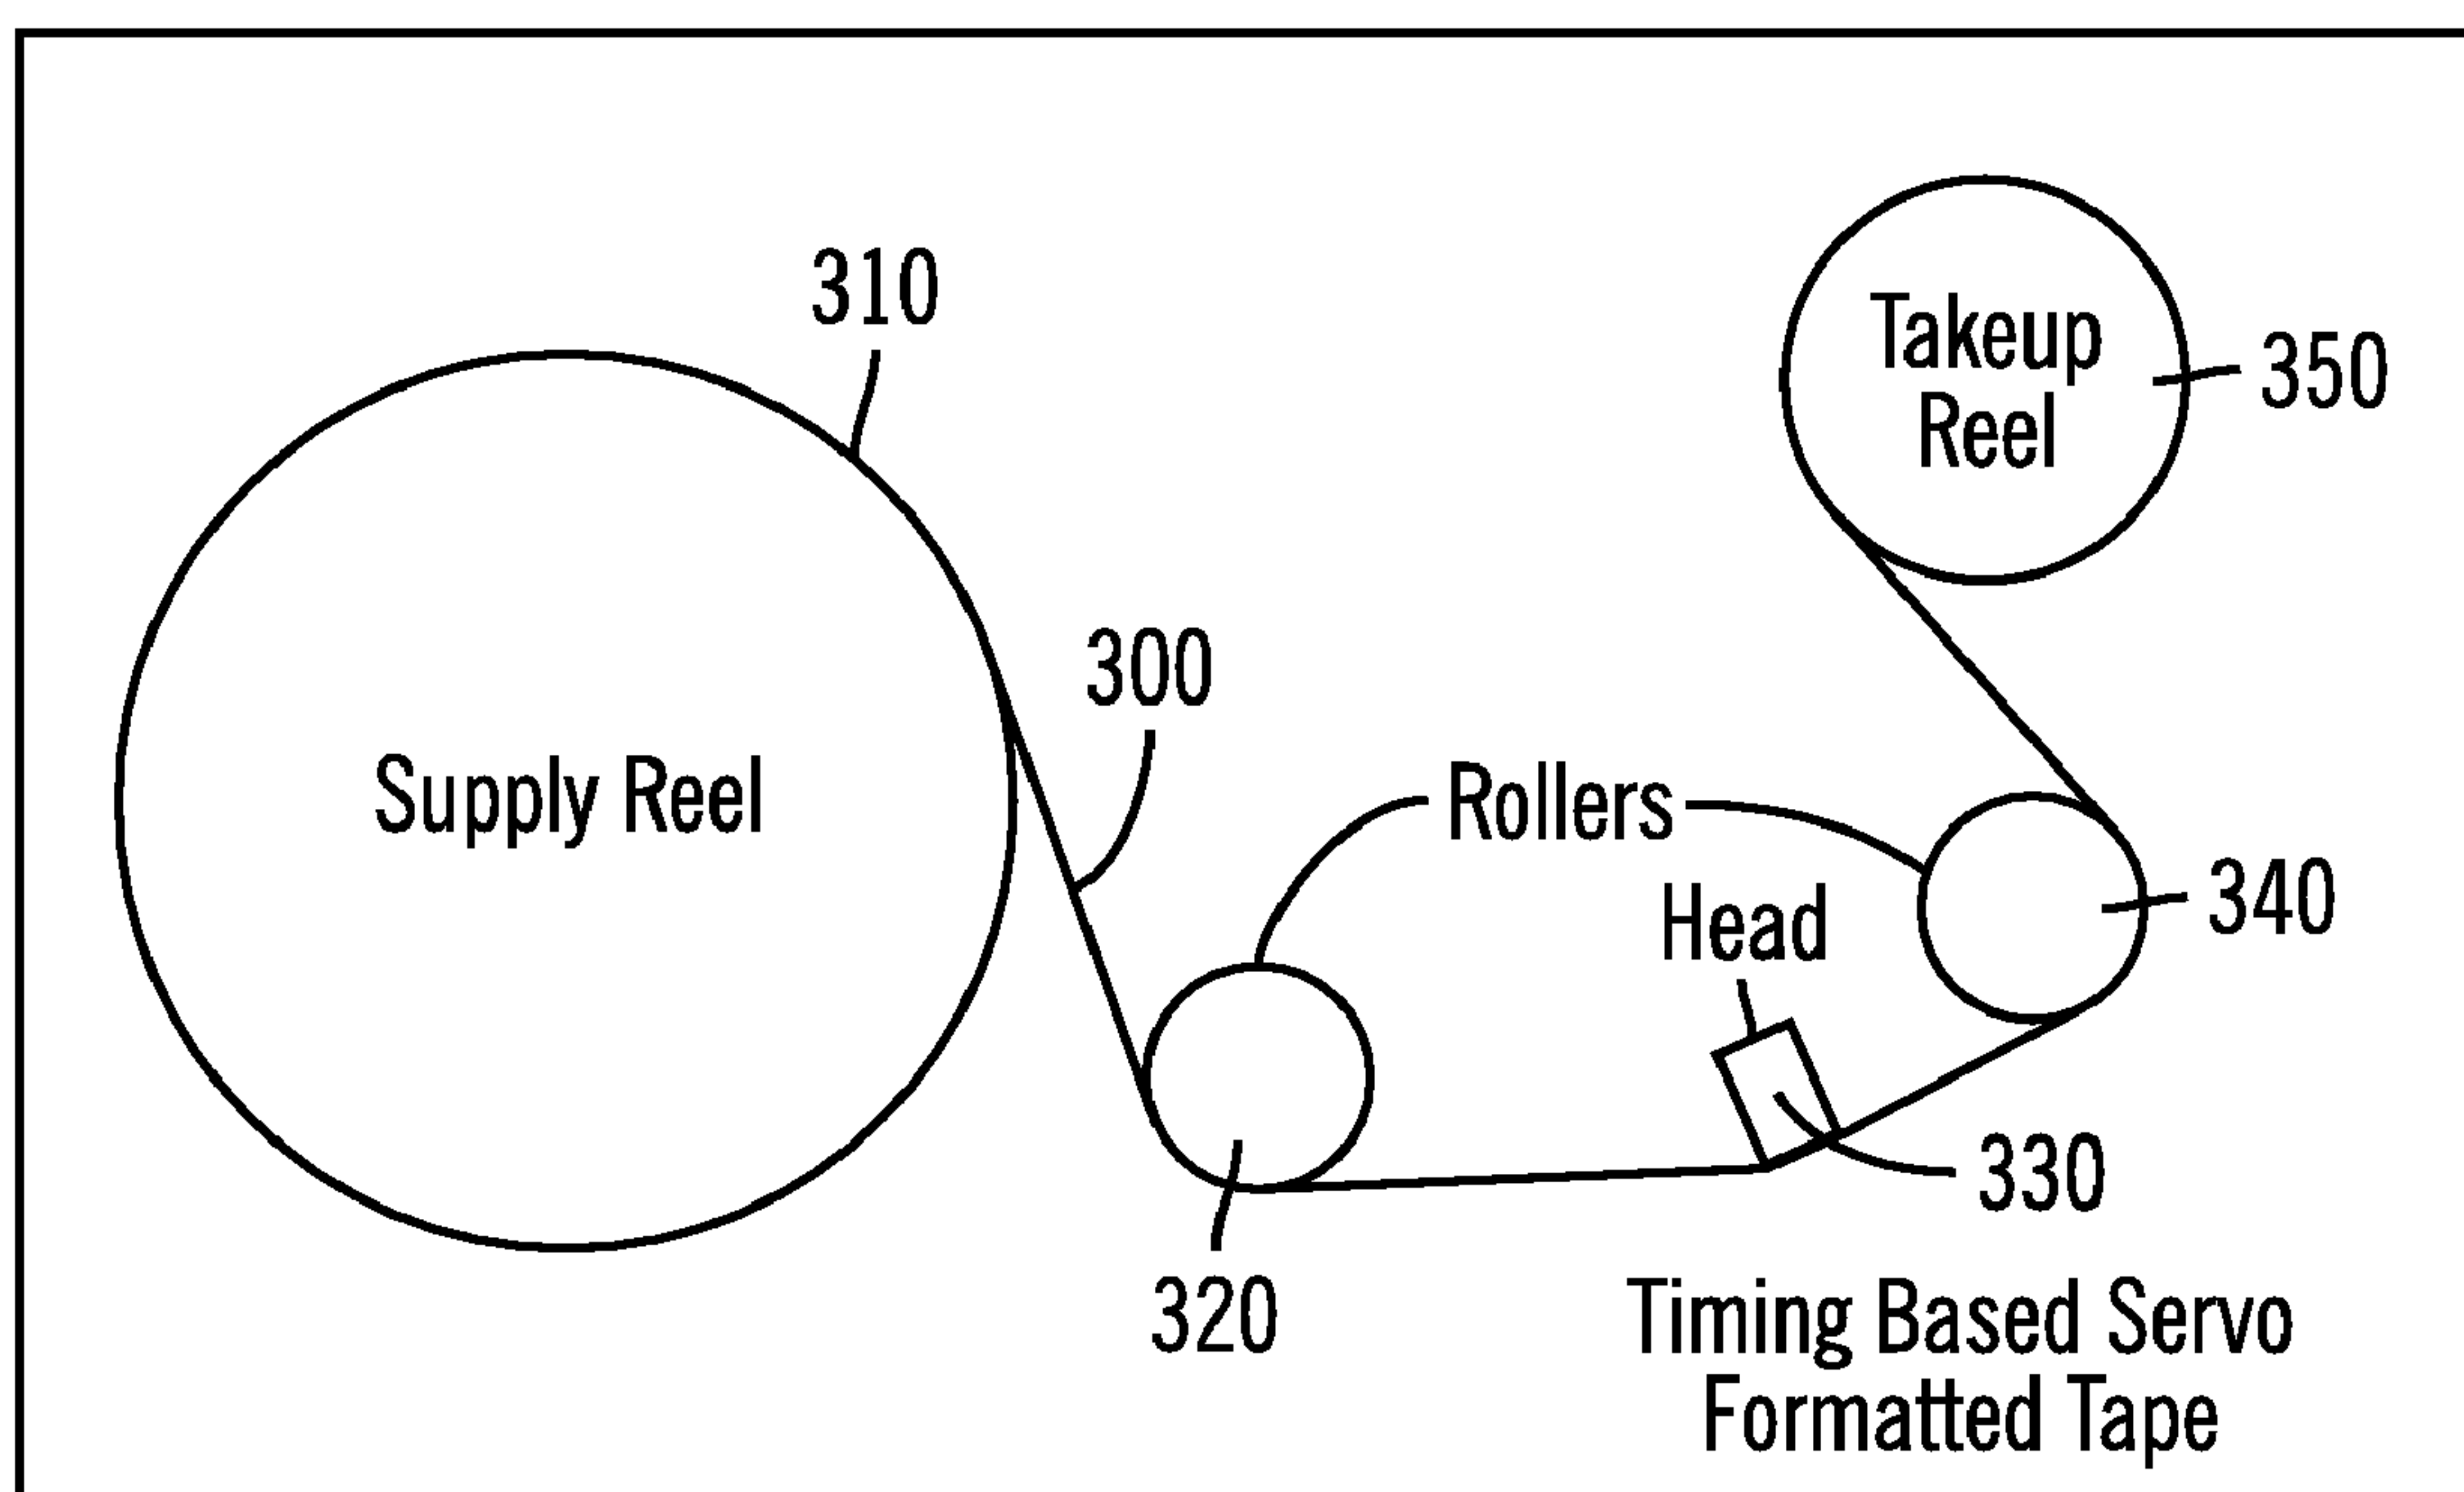 310
Takeup
Reel
350
300
Supply Reel
Rollers
Head
340
330
320
Timing Based Servo
Formatted Tape